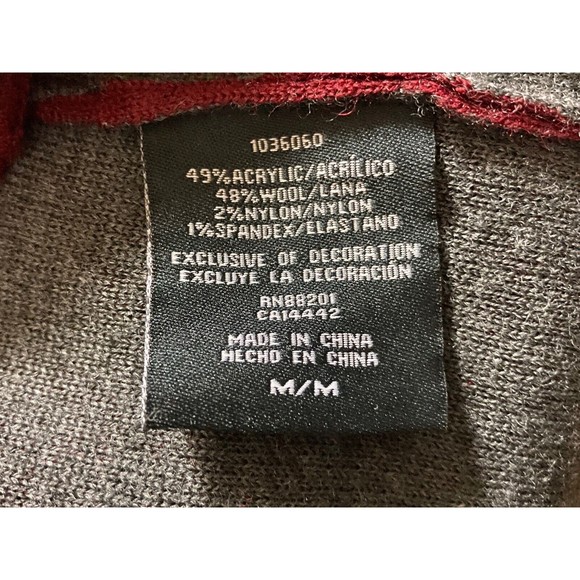 1036060
49%ACRYLIC/ACRÍLICO
48%WOOL/LANA
2%NYLON/NYLON
1%SPANDEX/ELASTANO
EXCLUSIVE OF DECORATION
EXCLUYE LA DECORACIÓN
RN88201
CA14442
MADE IN CHINA
HECHO EN CHINA
M/M